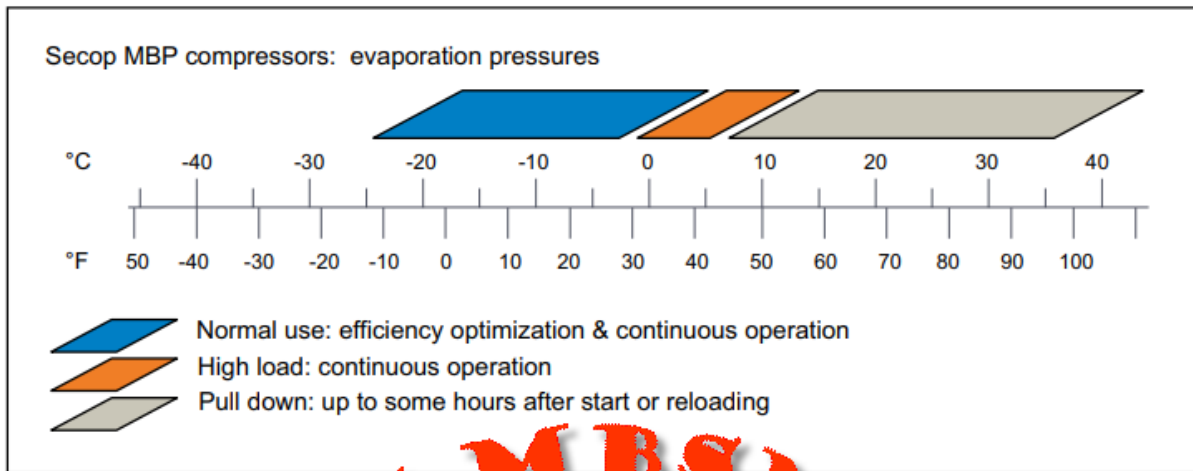 Secop MBP compressors: evaporation pressures
°C -40 -30 -20 -10 0 10 20 30 40
°F 50 -40 -30 -20 -10 0 10 20 30 40 50 60 70 80 90 100
Normal use: efficiency optimization & continuous operation
High load: continuous operation
Pull down: up to some hours after start or reloading
MBS